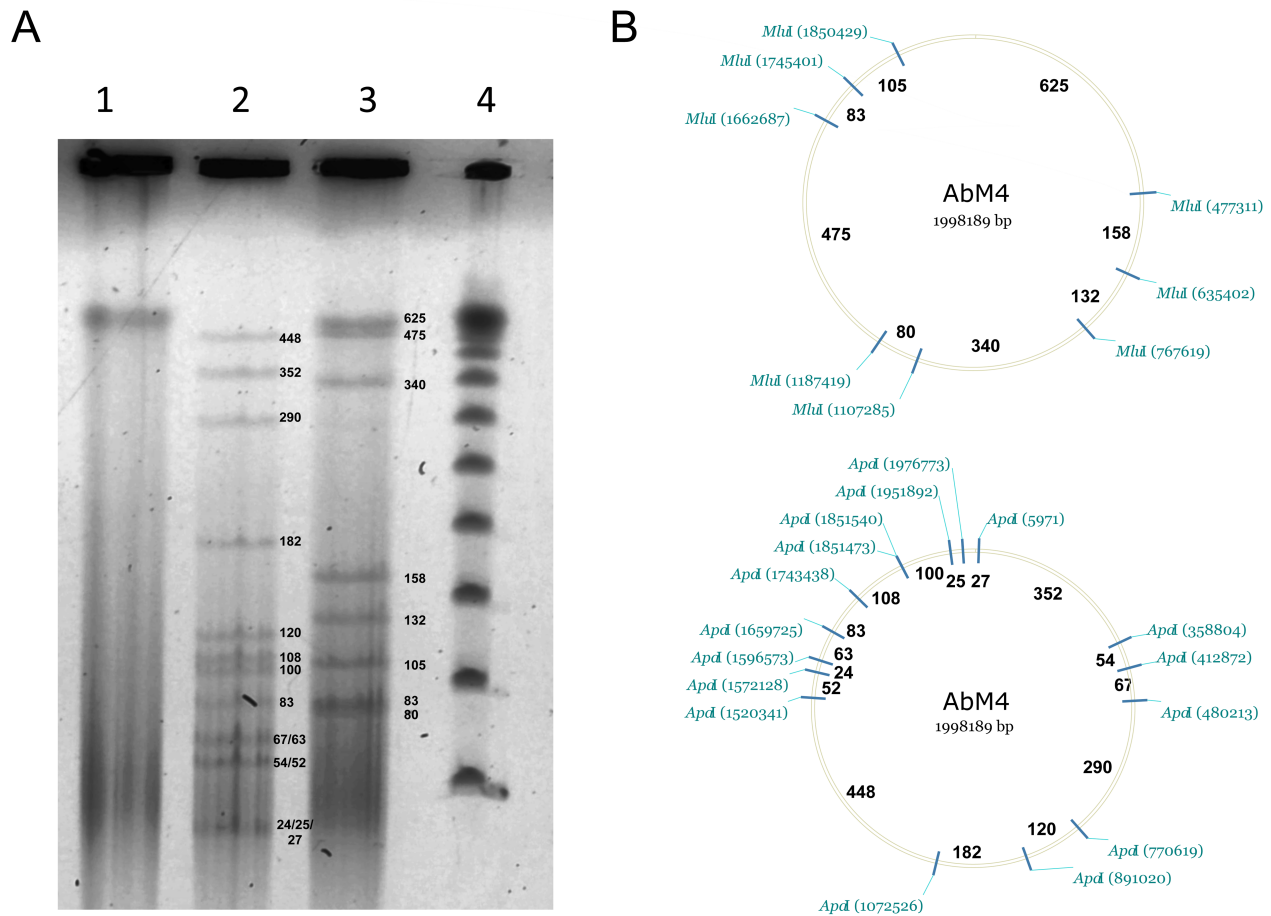 A
1 2 3 4
448
352
290
182
120
108
100
83
67/63
54/52
24/25/
27
625
475
340
158
132
105
83
80
B
MluI (1850429)
MluI (1745401)
MluI (1662687)
105
625
83
AbM4
1998189 bp
MluI (477311)
475
158
MluI (635402)
132
80
340
MluI (767619)
MluI (1187419)
MluI (1107285)
ApaI (1976773)
ApaI (1951892)
ApaI (1851540)
ApaI (5971)
ApaI (1851473)
ApaI (1743438)
100
25
27
108
352
ApaI (1659725)
83
ApaI (358804)
ApaI (1596573)
63
54
ApaI (412872)
24
ApaI (1572128)
52
67
ApaI (1520341)
AbM4
1998189 bp
ApaI (480213)
290
448
120
182
ApaI (770619)
ApaI (891020)
ApaI (1072526)